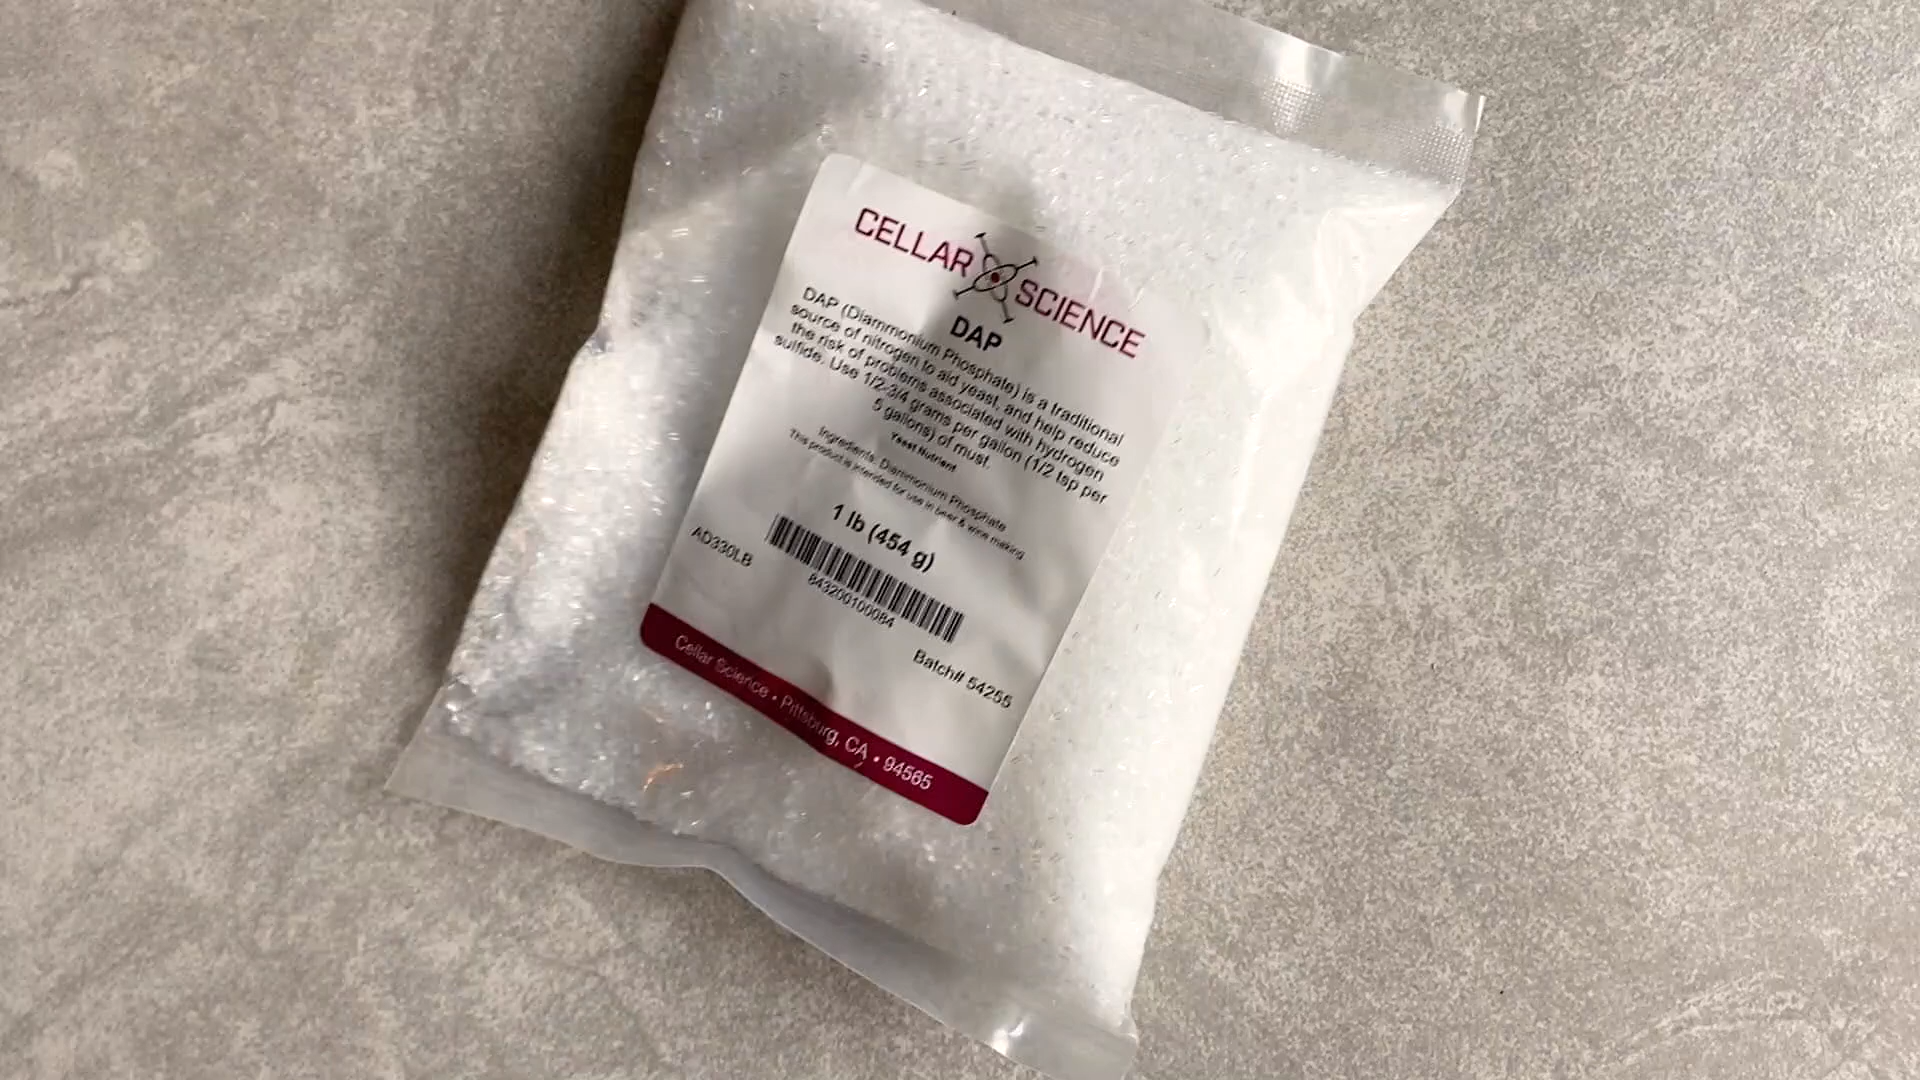 CELLAR SCIENCE
DAP
DAP (Diammonium Phosphate) is a traditional
source of nitrogen to aid yeast, and help reduce
the risk of problems associated with hydrogen
sulfide. Use 1/2-3/4 grams per gallon (1/2 tsp per
5 gallons) of must.
Yeast Nutrient
Ingredients: Diammonium Phosphate
This product is intended for use in beer & wine making
1 lb (454 g)
AD330LB
843200100084
Batch# 54255
Cellar Science • Pittsburg, CA • 94565